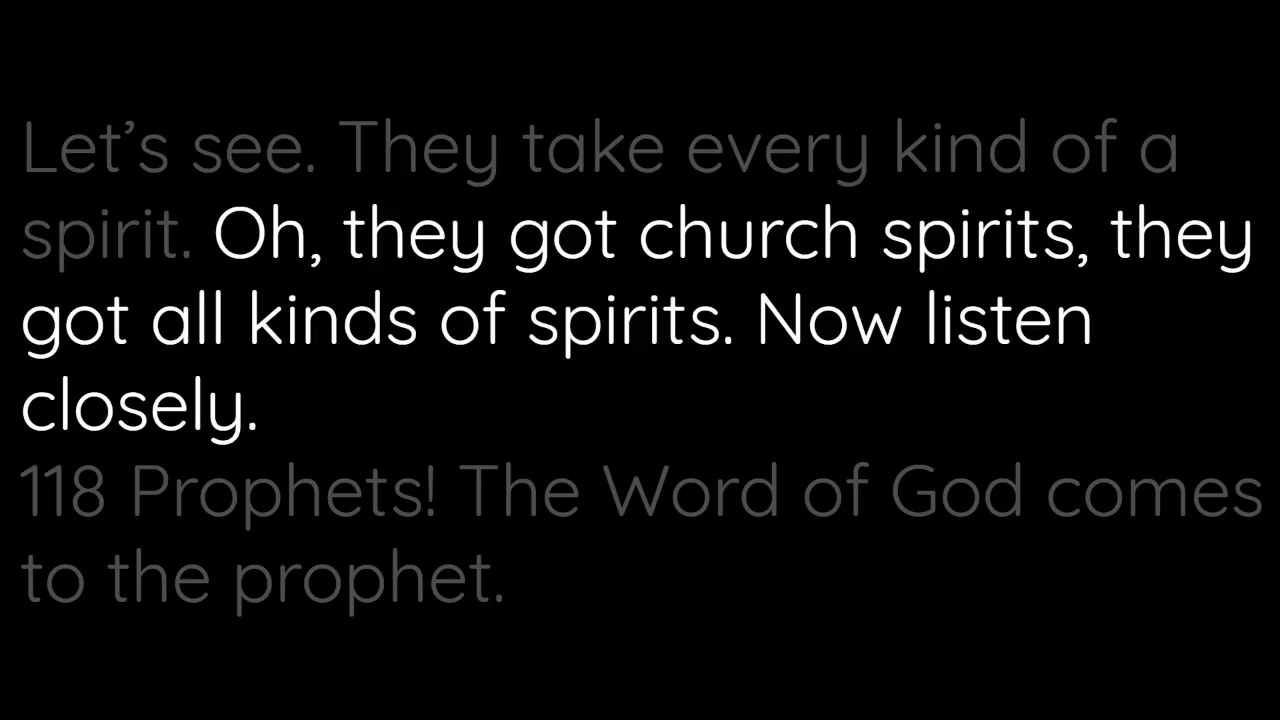 Let’s see. They take every kind of a
spirit. Oh, they got church spirits, they
got all kinds of spirits. Now listen
closely.
118 Prophets! The Word of God comes
to the prophet.